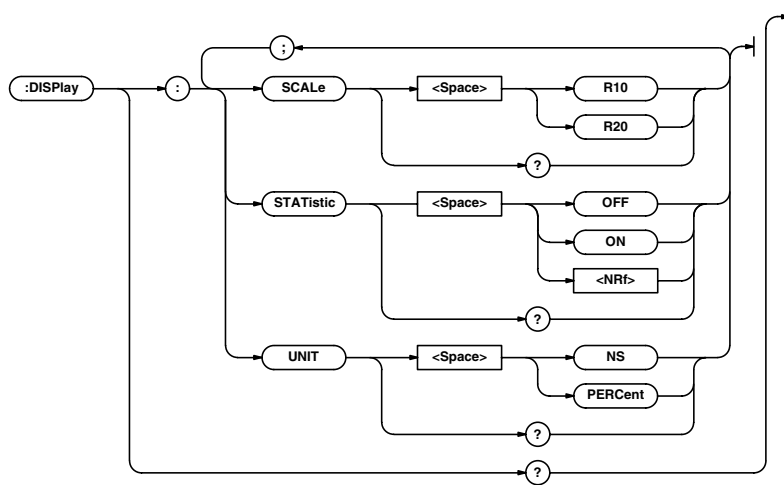 ;
:DISPlay : SCALe <Space> R10
R20
?
STATistic <Space> OFF
ON
<NRf>
?
UNIT <Space> NS
PERCent
?
?